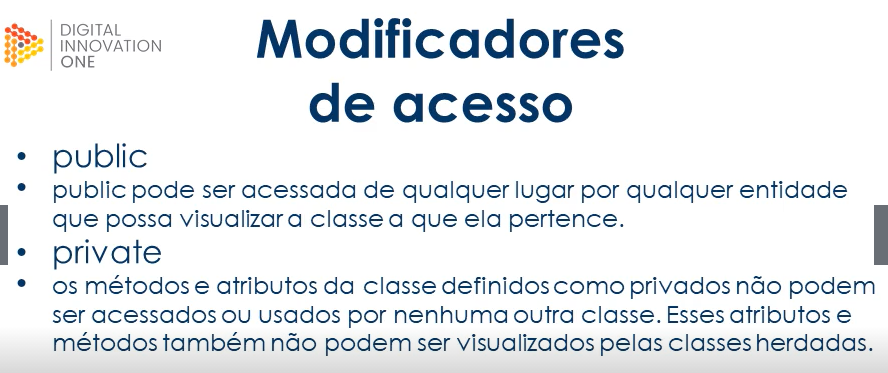 DIGITAL
INNOVATION
ONE
Modificadores
de acesso
• public
• public pode ser acessada de qualquer lugar por qualquer entidade
que possa visualizar a classe a que ela pertence.
• private
• os métodos e atributos da classe definidos como privados não podem
ser acessados ou usados por nenhuma outra classe. Esses atributos e
métodos também não podem ser visualizados pelas classes herdadas.